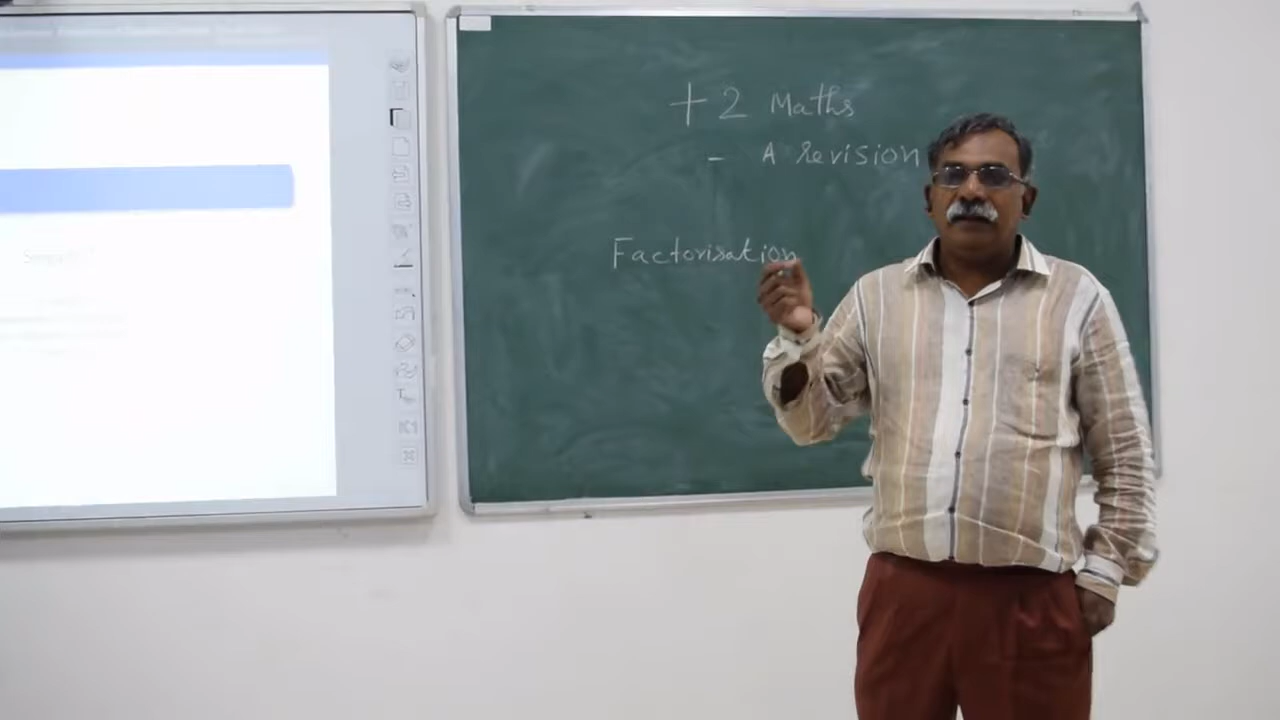 +2 Maths
- A revision
Factorisation